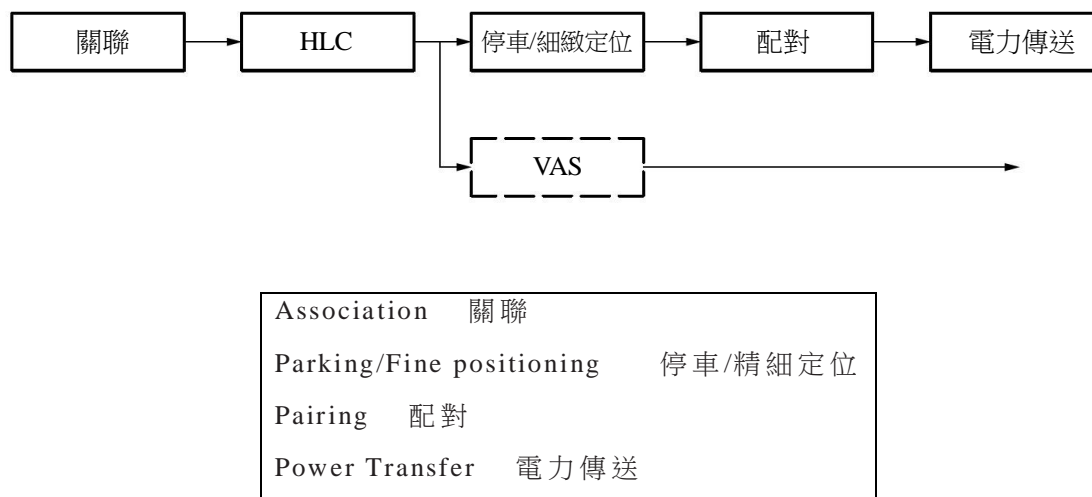 關聯
HLC
停車/細緻定位
配對
電力傳送
VAS
Association 關聯
Parking/Fine positioning 停車/精細定位
Pairing 配對
Power Transfer 電力傳送